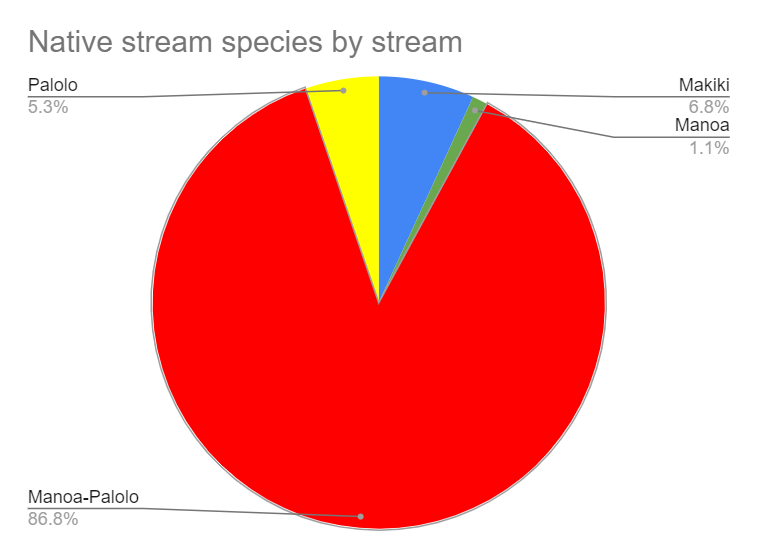 Native stream species by stream
Palolo
5.3%
Makiki
6.8%
Manoa
1.1%
Manoa-Palolo
86.8%